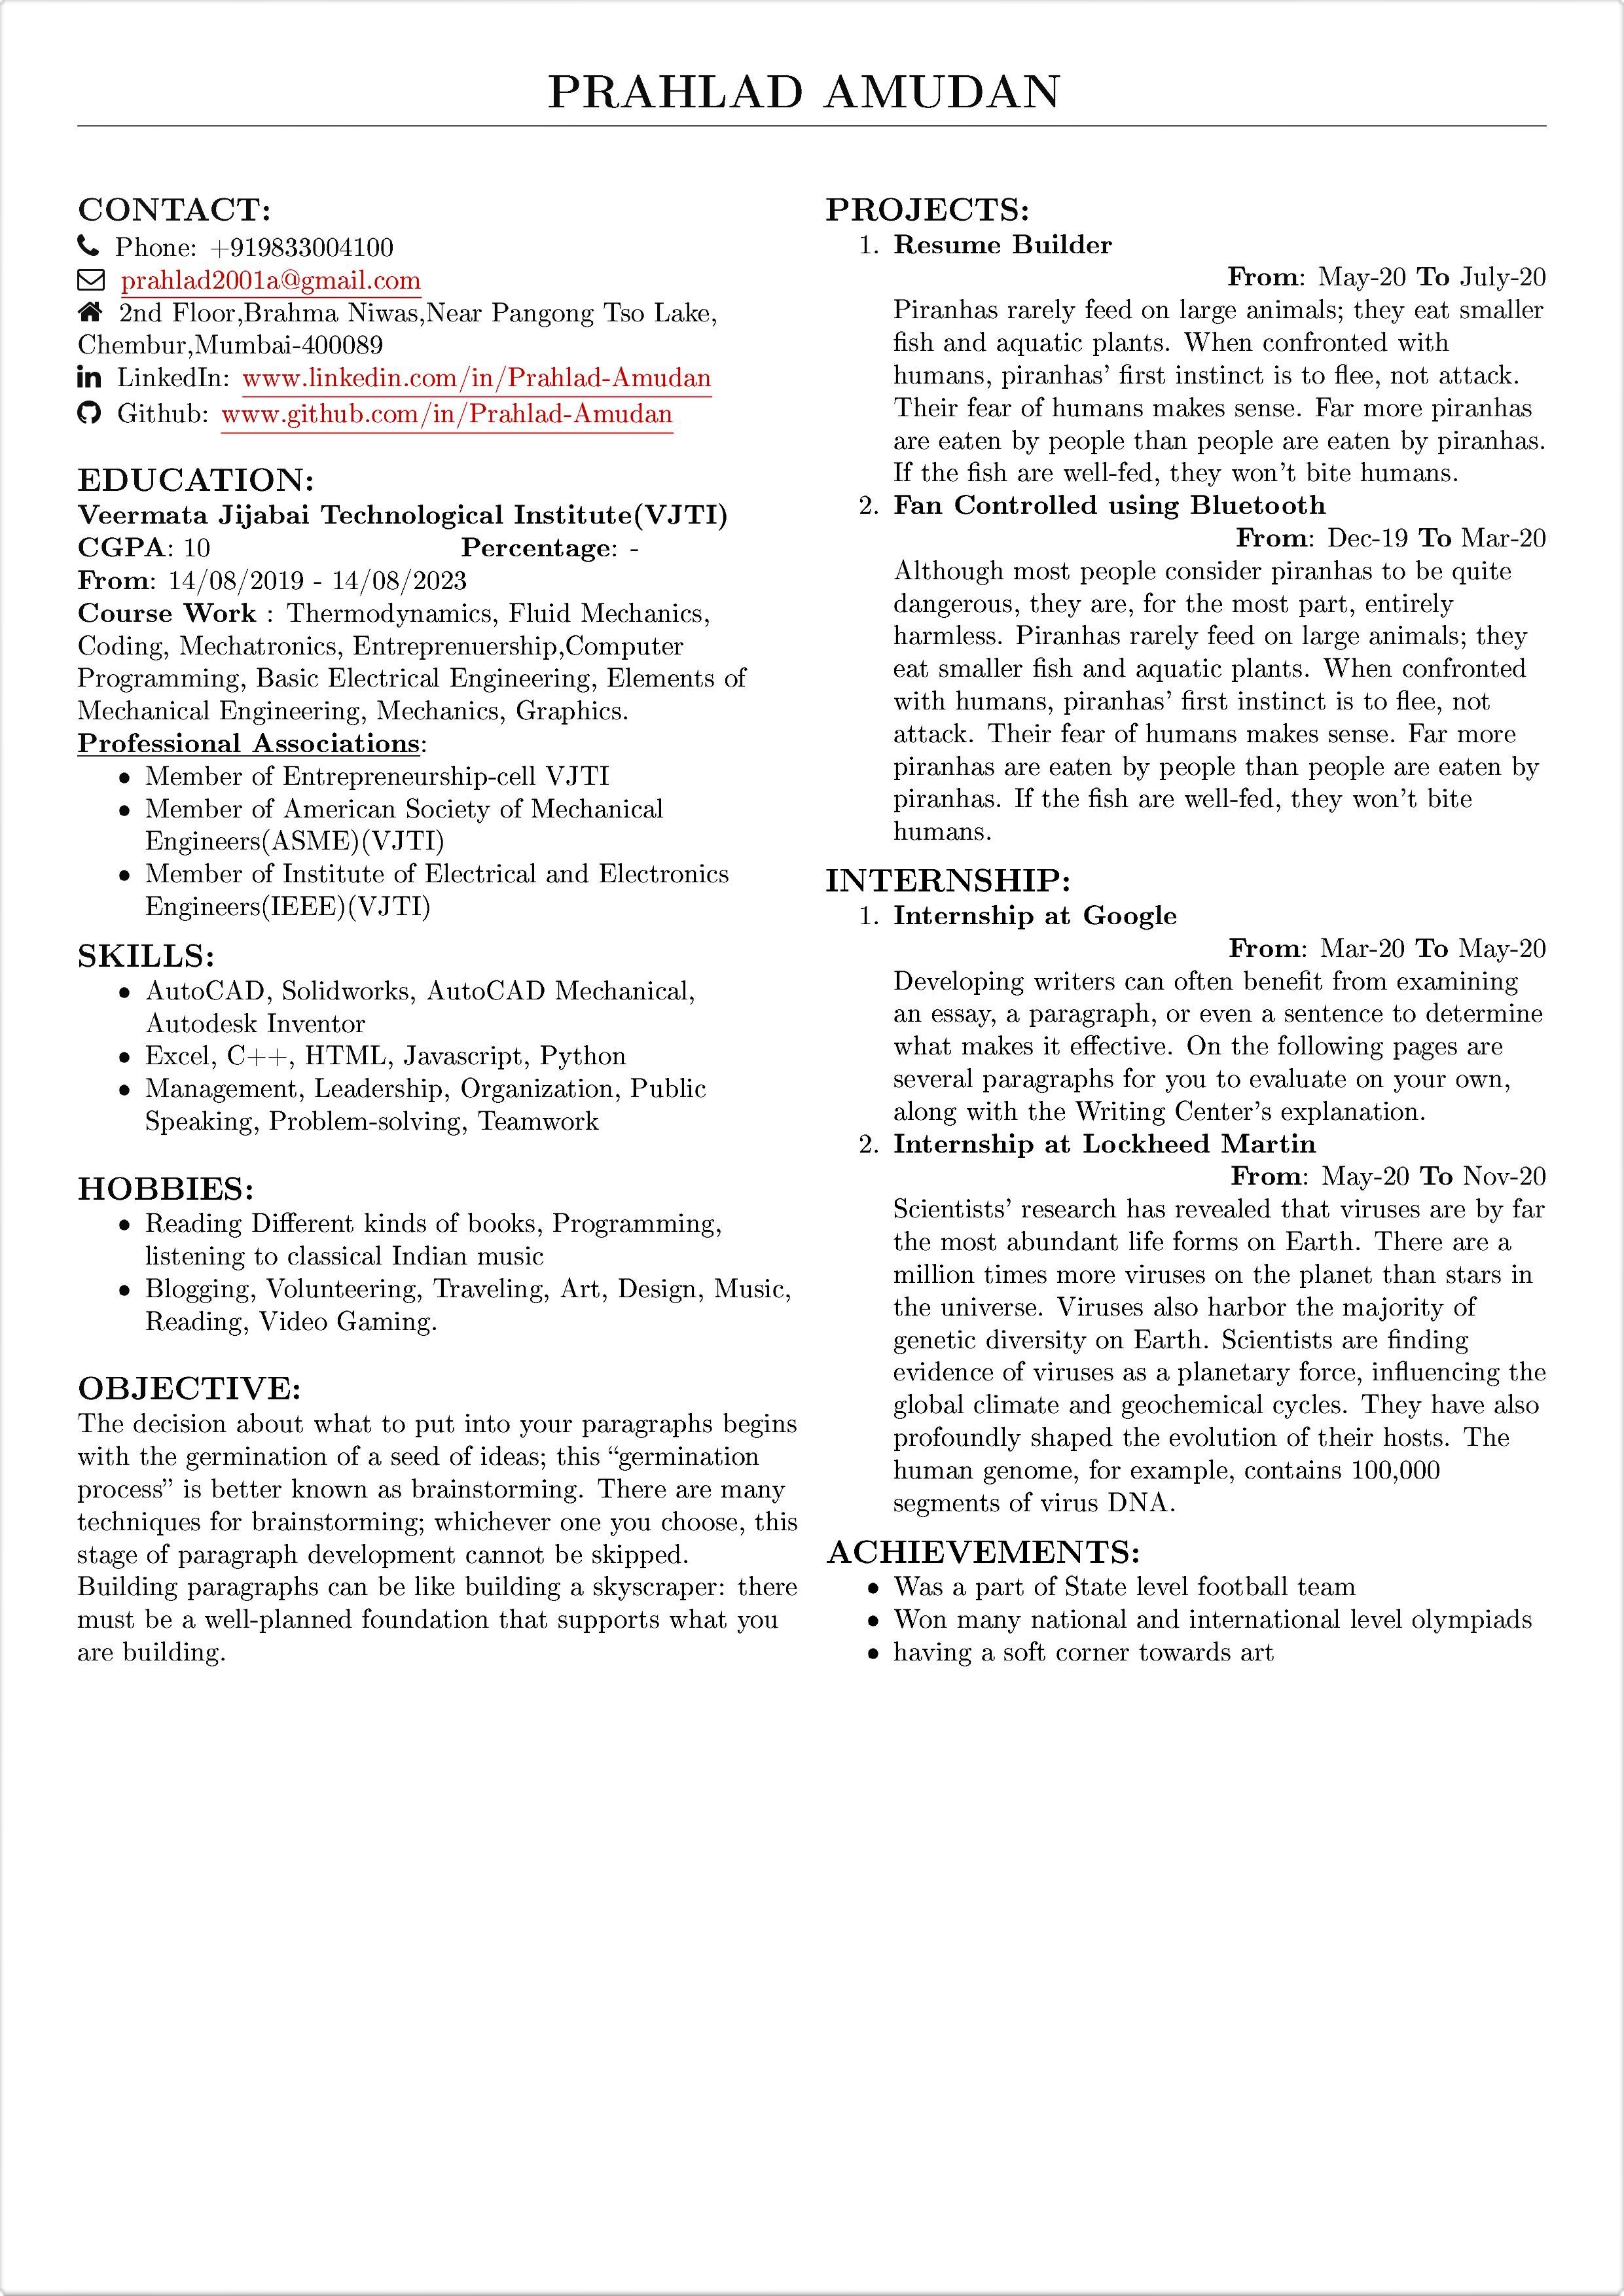 PRAHLAD AMUDAN
CONTACT:
Phone: +919833004100
prahlad2001a@gmail.com
2nd Floor,Brahma Niwas,Near Pangong Tso Lake,
Chembur,Mumbai-400089
LinkedIn: www.linkedin.com/in/Prahlad-Amudan
Github: www.github.com/in/Prahlad-Amudan
EDUCATION:
Veermata Jijabai Technological Institute(VJTI)
CGPA: 10 Percentage: -
From: 14/08/2019 - 14/08/2023
Course Work : Thermodynamics, Fluid Mechanics,
Coding, Mechatronics, Entreprenuership,Computer
Programming, Basic Electrical Engineering, Elements of
Mechanical Engineering, Mechanics, Graphics.
Professional Associations:
• Member of Entrepreneurship-cell VJTI
• Member of American Society of Mechanical
Engineers(ASME)(VJTI)
• Member of Institute of Electrical and Electronics
Engineers(IEEE)(VJTI)
SKILLS:
• AutoCAD, Solidworks, AutoCAD Mechanical,
Autodesk Inventor
• Excel, C++, HTML, Javascript, Python
• Management, Leadership, Organization, Public
Speaking, Problem-solving, Teamwork
HOBBIES:
• Reading Different kinds of books, Programming,
listening to classical Indian music
• Blogging, Volunteering, Traveling, Art, Design, Music,
Reading, Video Gaming.
OBJECTIVE:
The decision about what to put into your paragraphs begins
with the germination of a seed of ideas; this “germination
process” is better known as brainstorming. There are many
techniques for brainstorming; whichever one you choose, this
stage of paragraph development cannot be skipped.
Building paragraphs can be like building a skyscraper: there
must be a well-planned foundation that supports what you
are building.
PROJECTS:
1. Resume Builder
From: May-20 To July-20
Piranhas rarely feed on large animals; they eat smaller
fish and aquatic plants. When confronted with
humans, piranhas’ first instinct is to flee, not attack.
Their fear of humans makes sense. Far more piranhas
are eaten by people than people are eaten by piranhas.
If the fish are well-fed, they won’t bite humans.
2. Fan Controlled using Bluetooth
From: Dec-19 To Mar-20
Although most people consider piranhas to be quite
dangerous, they are, for the most part, entirely
harmless. Piranhas rarely feed on large animals; they
eat smaller fish and aquatic plants. When confronted
with humans, piranhas’ first instinct is to flee, not
attack. Their fear of humans makes sense. Far more
piranhas are eaten by people than people are eaten by
piranhas. If the fish are well-fed, they won’t bite
humans.
INTERNSHIP:
1. Internship at Google
From: Mar-20 To May-20
Developing writers can often benefit from examining
an essay, a paragraph, or even a sentence to determine
what makes it effective. On the following pages are
several paragraphs for you to evaluate on your own,
along with the Writing Center’s explanation.
2. Internship at Lockheed Martin
From: May-20 To Nov-20
Scientists’ research has revealed that viruses are by far
the most abundant life forms on Earth. There are a
million times more viruses on the planet than stars in
the universe. Viruses also harbor the majority of
genetic diversity on Earth. Scientists are finding
evidence of viruses as a planetary force, influencing the
global climate and geochemical cycles. They have also
profoundly shaped the evolution of their hosts. The
human genome, for example, contains 100,000
segments of virus DNA.
ACHIEVEMENTS:
• Was a part of State level football team
• Won many national and international level olympiads
• having a soft corner towards art